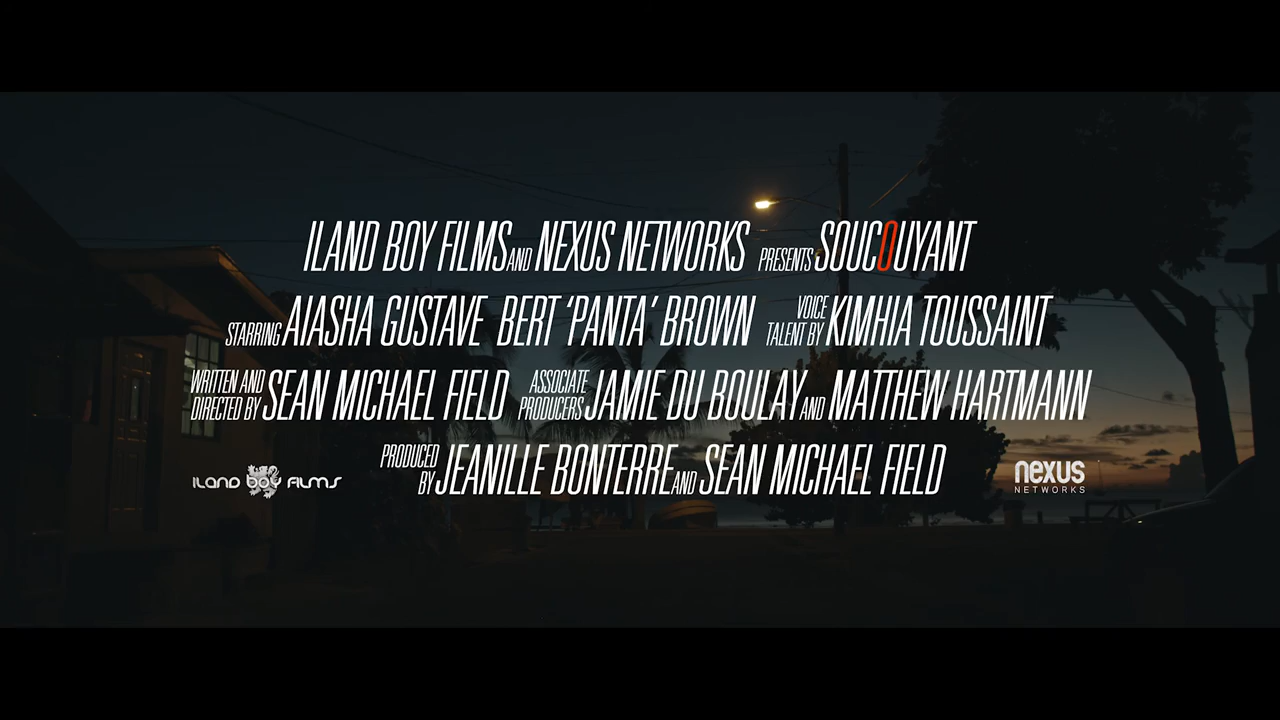 ILAND BOY FILMS AND NEXUS NETWORKS PRESENTS SOUCOUYANT
STARRING AIASHA GUSTAVE BERT ‘PANTA’ BROWN VOICE TALENT BY KIMHIA TOUSSAINT
WRITTEN AND DIRECTED BY SEAN MICHAEL FIELD ASSOCIATE PRODUCERS JAMIE DU BOULAY AND MATTHEW HARTMANN
PRODUCED BY JEANILLE BONTERRE AND SEAN MICHAEL FIELD
ILAND BOY FILMS
nexus
NETWORKS